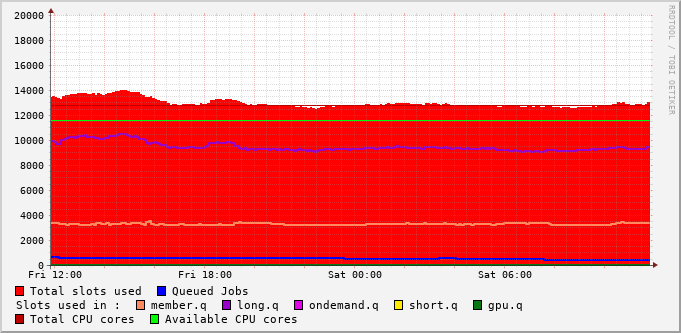 20000
18000
16000
14000
12000
10000
8000
6000
4000
2000
0
Fri 12:00 Fri 18:00 Sat 00:00 Sat 06:00
RRDTOOL / TOBI OETIKER
Total slots used Queued Jobs
Slots used in : member.q long.q ondemand.q short.q gpu.q
Total CPU cores Available CPU cores